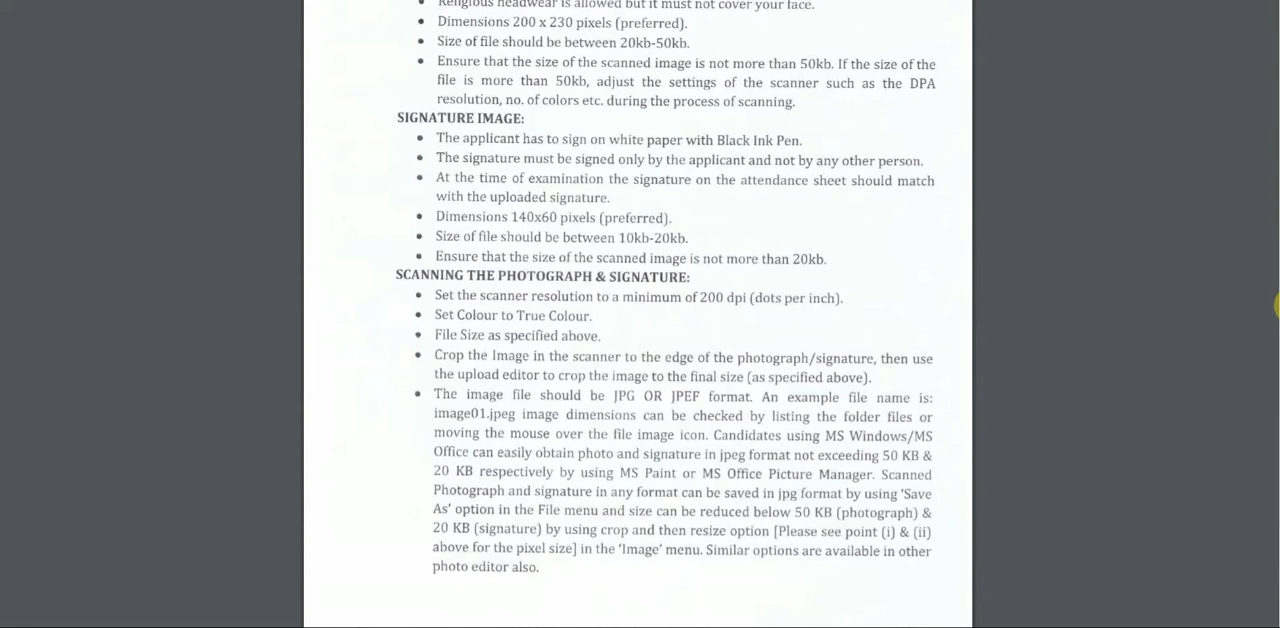 • Religious headwear is allowed but it must not cover your face.
• Dimensions 200 x 230 pixels (preferred).
• Size of file should be between 20kb-50kb.
• Ensure that the size of the scanned image is not more than 50kb. If the size of the
file is more than 50kb, adjust the settings of the scanner such as the DPA
resolution, no. of colors etc. during the process of scanning.
SIGNATURE IMAGE:
• The applicant has to sign on white paper with Black Ink Pen.
• The signature must be signed only by the applicant and not by any other person.
• At the time of examination the signature on the attendance sheet should match
with the uploaded signature.
• Dimensions 140x60 pixels (preferred).
• Size of file should be between 10kb-20kb.
• Ensure that the size of the scanned image is not more than 20kb.
SCANNING THE PHOTOGRAPH & SIGNATURE:
• Set the scanner resolution to a minimum of 200 dpi (dots per inch).
• Set Colour to True Colour.
• File Size as specified above.
• Crop the Image in the scanner to the edge of the photograph/signature, then use
the upload editor to crop the image to the final size (as specified above).
• The image file should be JPG OR JPEF format. An example file name is:
image01.jpeg image dimensions can be checked by listing the folder files or
moving the mouse over the file image icon. Candidates using MS Windows/MS
Office can easily obtain photo and signature in jpeg format not exceeding 50 KB &
20 KB respectively by using MS Paint or MS Office Picture Manager. Scanned
Photograph and signature in any format can be saved in jpg format by using 'Save
As' option in the File menu and size can be reduced below 50 KB (photograph) &
20 KB (signature) by using crop and then resize option [Please see point (i) & (ii)
above for the pixel size] in the 'Image' menu. Similar options are available in other
photo editor also.